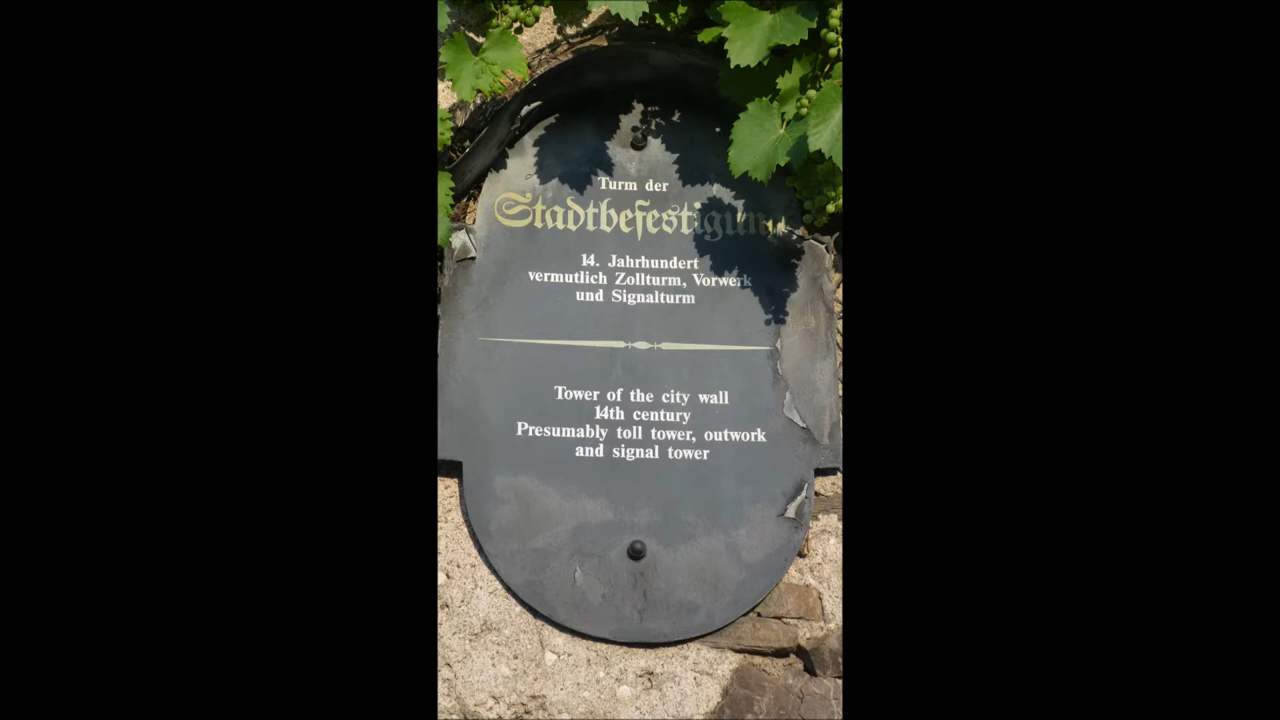 Turm der
Stadtbefestigung
14. Jahrhundert
vermutlich Zollturm, Vorwerk
und Signalturm
Tower of the city wall
14th century
Presumably toll tower, outwork
and signal tower